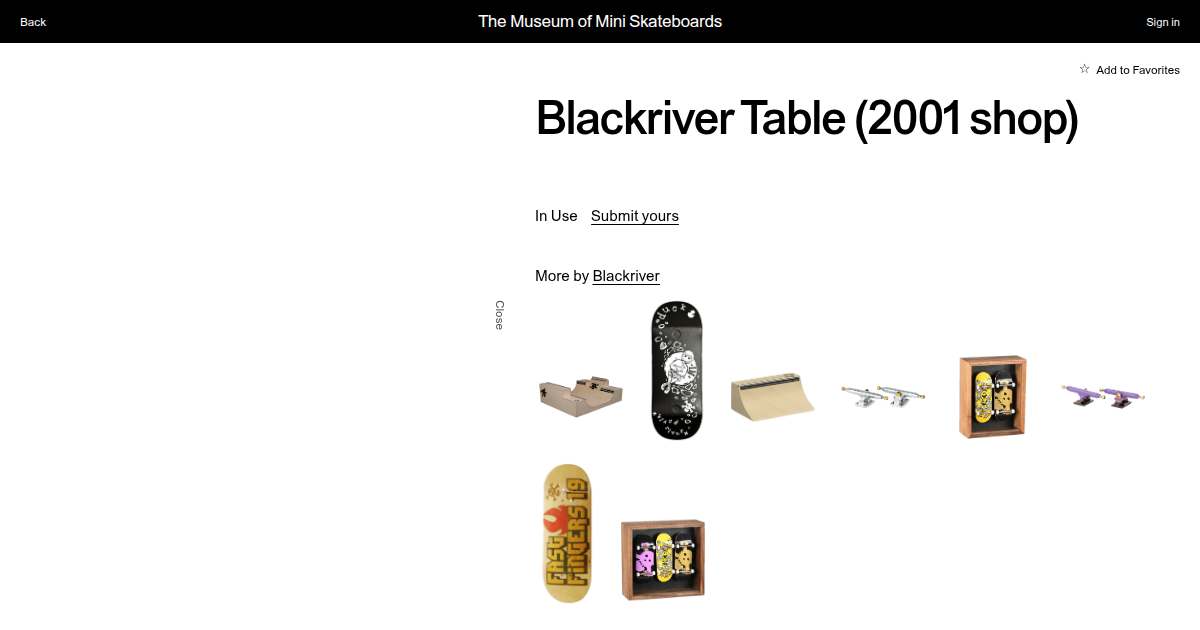 Back
The Museum of Mini Skateboards
Sign in
☆ Add to Favorites
Blackriver Table (2001 shop)
In Use Submit yours
More by Blackriver
Close
FAST
FINGERS 19